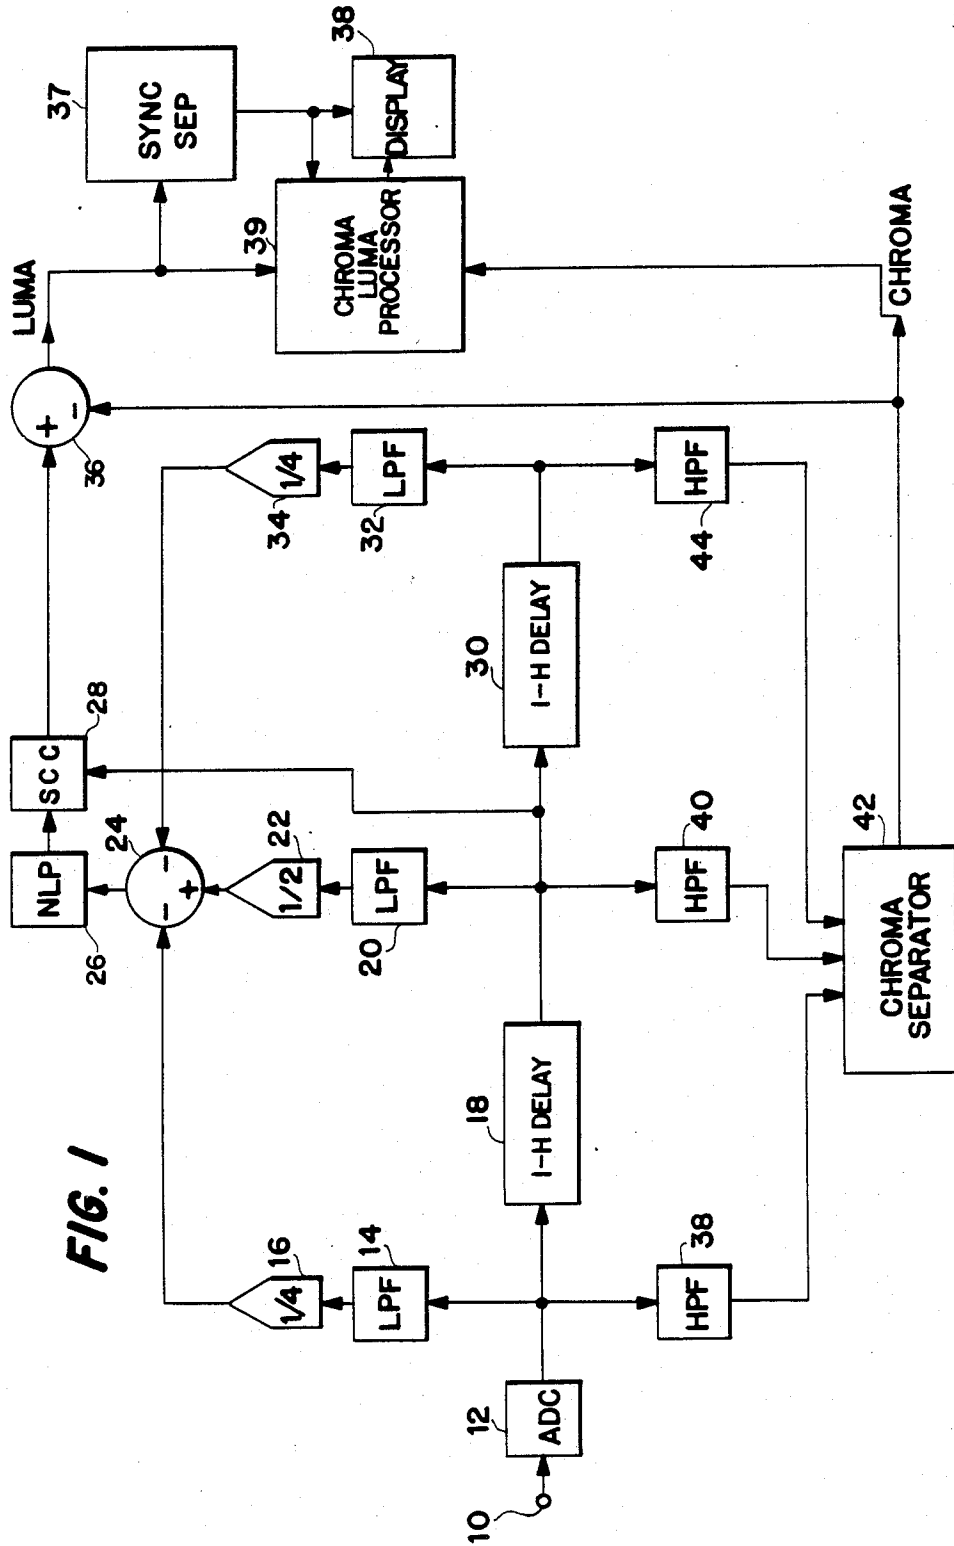 FIG. 1
10
12
ADC
14
LPF
16
1/4
38
HPF
18
1-H DELAY
20
LPF
22
1/2
24
+
-
-
26
NLP
28
SCC
40
HPF
30
1-H DELAY
32
LPF
34
1/4
44
HPF
42
CHROMA
SEPARATOR
36
+
-
LUMA
37
SYNC
SEP
39
CHROMA
LUMA
PROCESSOR
38
DISPLAY
CHROMA